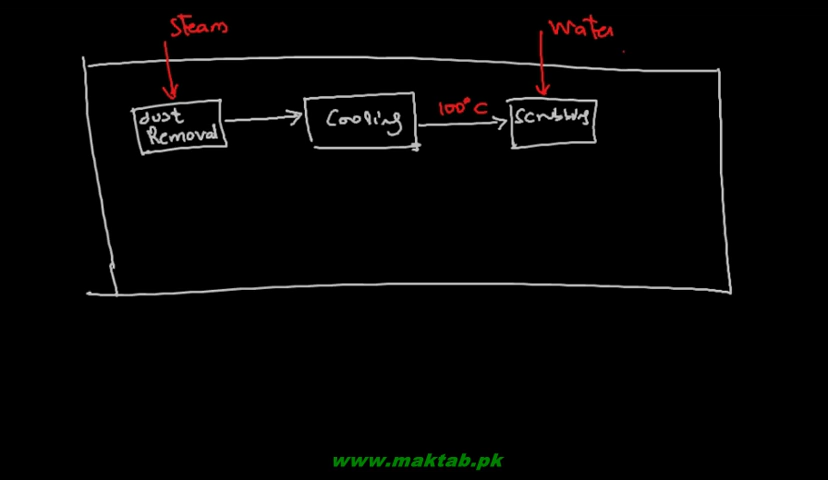 Steam
Water
dust
Removal
Cooling
100°C
Scrubbing
www.maktab.pk